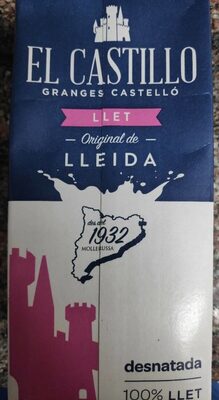 EL CASTILLO
GRANGES CASTELLÓ
LLET
Original de
LLEIDA
des del
1932
MOLLERUSSA
desnatada
100% LLET